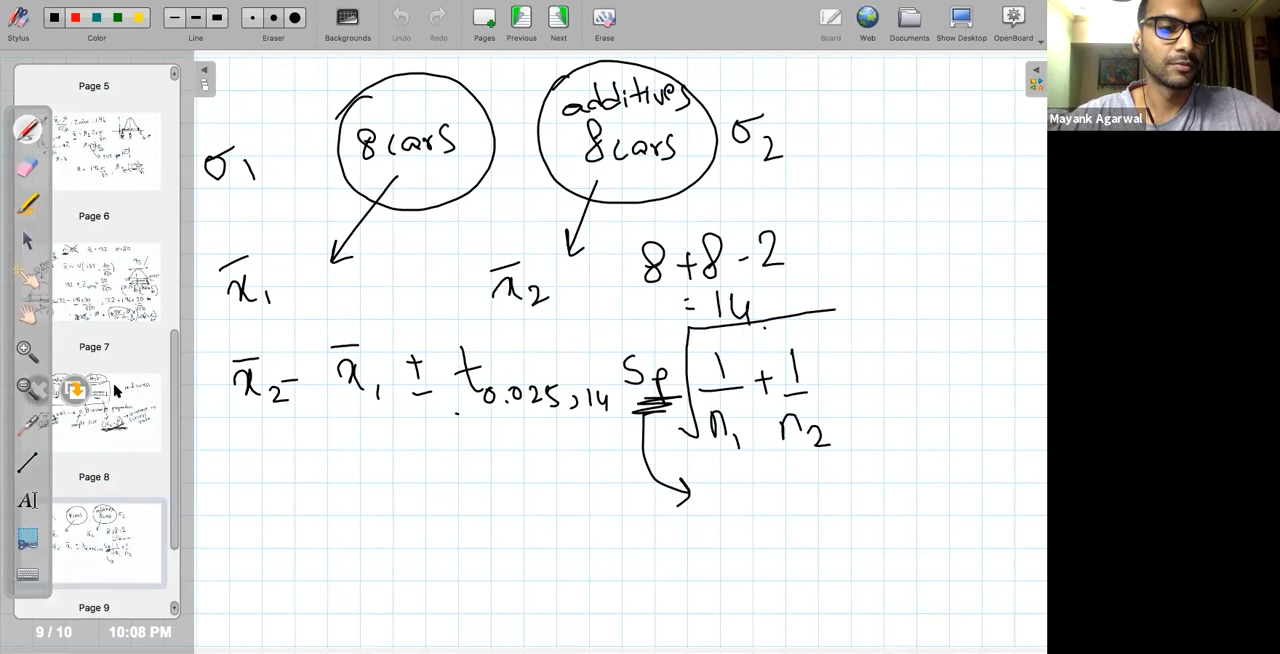 Stylus
Color
Line
Eraser
Backgrounds
Undo
Redo
Pages
Previous
Next
Erase
Board
Web
Documents
Show Desktop
OpenBoard
Mayank Agarwal
Page 5
Page 6
Page 7
Page 8
Page 9
9 / 10 10:08 PM
σ1
8 cars
additives
8 cars
σ2
x̄1
x̄2
8 + 8 - 2
= 14
x̄2 - x̄1 ± t0.025, 14 Sp √(1/n1 + 1/n2)